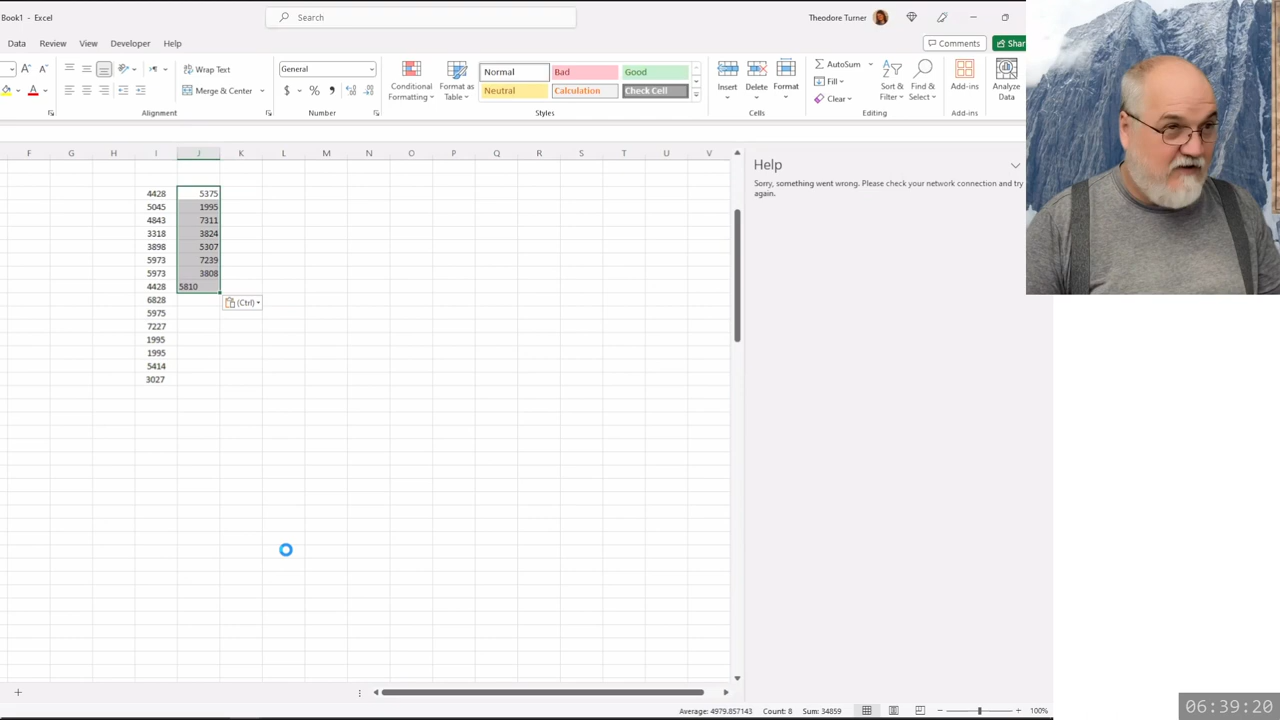 Book1 - Excel
Search
Theodore Turner
Data Review View Developer Help
Comments
Shar
Wrap Text
General
Normal
Bad
Good
Merge & Center
Neutral
Calculation
Check Cell
Conditional Formatting
Format as Table
Insert
Delete
Format
AutoSum
Fill
Clear
Sort & Filter
Find & Select
Add-ins
Analyze Data
Alignment
Number
Styles
Cells
Editing
Add-ins
F G H I J K L M N O P Q R S T U V
Help
Sorry, something went wrong. Please check your network connection and try
again.
4428 5375
5045 1995
4843 7311
3318 3824
3898 5307
5973 7239
5973 3808
4428 5810
6828
(Ctrl)
5975
7227
1995
1995
5414
3027
Average: 4979.857143 Count: 8 Sum: 34859
100%
06:39:20